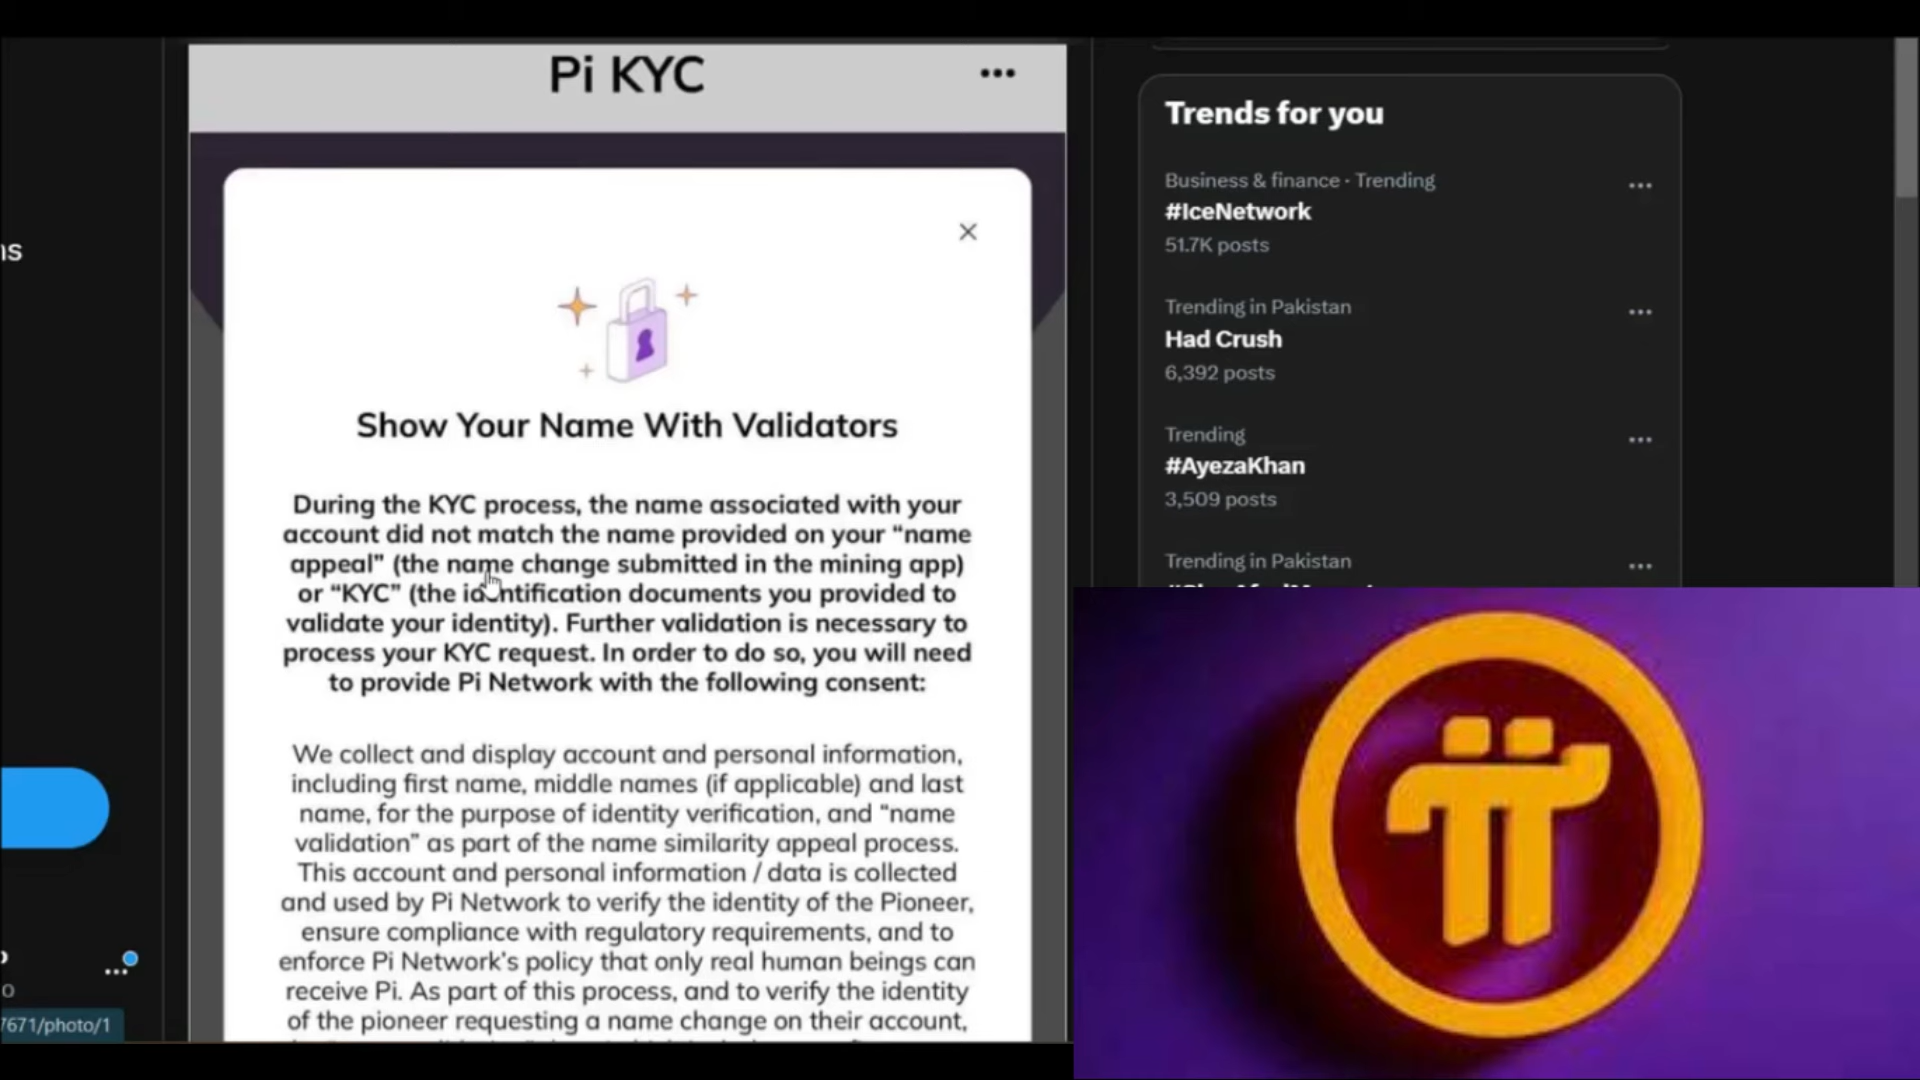 Pi KYC
Show Your Name With Validators
During the KYC process, the name associated with your
account did not match the name provided on your “name
appeal” (the name change submitted in the mining app)
or “KYC” (the identification documents you provided to
validate your identity). Further validation is necessary to
process your KYC request. In order to do so, you will need
to provide Pi Network with the following consent:
We collect and display account and personal information,
including first name, middle names (if applicable) and last
name, for the purpose of identity verification, and “name
validation” as part of the name similarity appeal process.
This account and personal information / data is collected
and used by Pi Network to verify the identity of the Pioneer,
ensure compliance with regulatory requirements, and to
enforce Pi Network’s policy that only real human beings can
receive Pi. As part of this process, and to verify the identity
of the pioneer requesting a name change on their account,
Trends for you
Business & finance · Trending
#IceNetwork
51.7K posts
Trending in Pakistan
Had Crush
6,392 posts
Trending
#AyezaKhan
3,509 posts
Trending in Pakistan
7671/photo/1